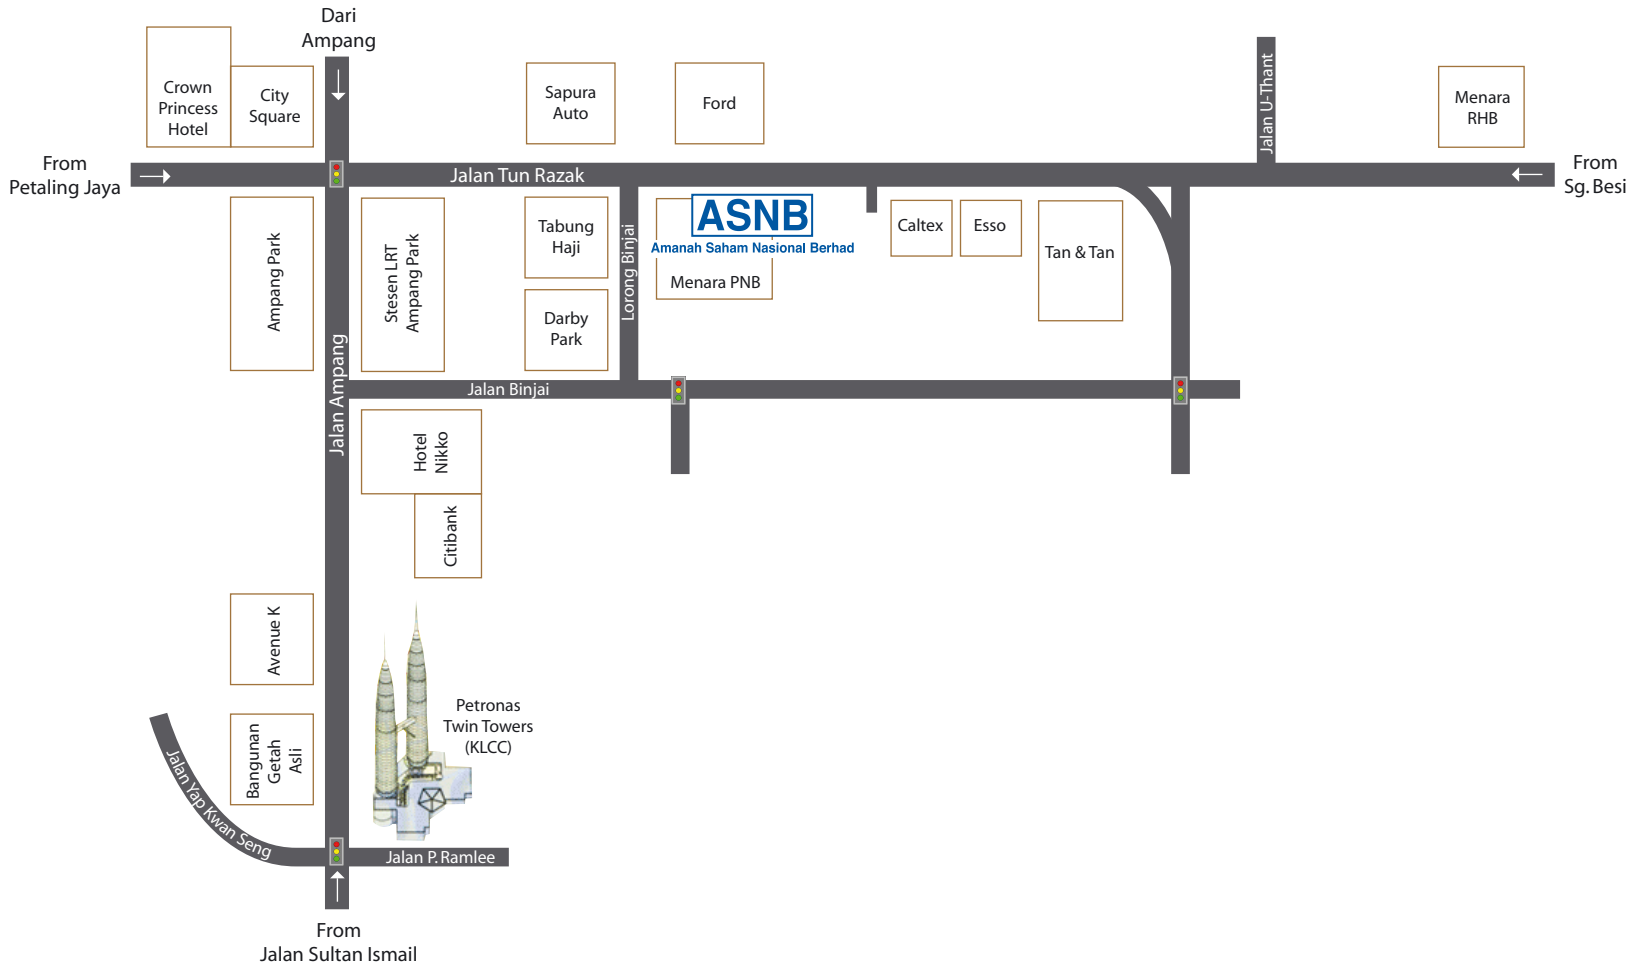 Dari
Ampang
Crown
Princess
Hotel
City
Square
Sapura
Auto
Ford
Jalan U-Thant
Menara
RHB
From
Petaling Jaya
Jalan Tun Razak
From
Sg. Besi
Ampang Park
Stesen LRT
Ampang Park
Tabung
Haji
Lorong Binjai
ASNB
Amanah Saham Nasional Berhad
Menara PNB
Caltex
Esso
Tan & Tan
Darby
Park
Jalan Ampang
Jalan Binjai
Hotel
Nikko
Citibank
Avenue K
Petronas
Twin Towers
(KLCC)
Bangunan
Getah
Asli
Jalan Yap Kwan Seng
Jalan P. Ramlee
From
Jalan Sultan Ismail